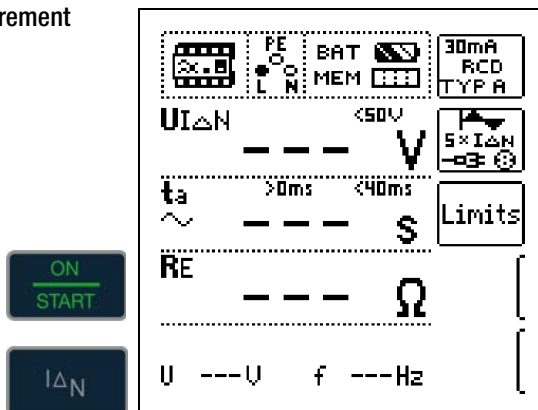 rement
PE
L N
BAT
MEM
30mA
RCD
TYP A
UI△N <50V
--- V
5×I△N
ta >0ms <40ms
~ --- S
Limits
RE
--- Ω
ON
START
I△N
U ---V f ---Hz